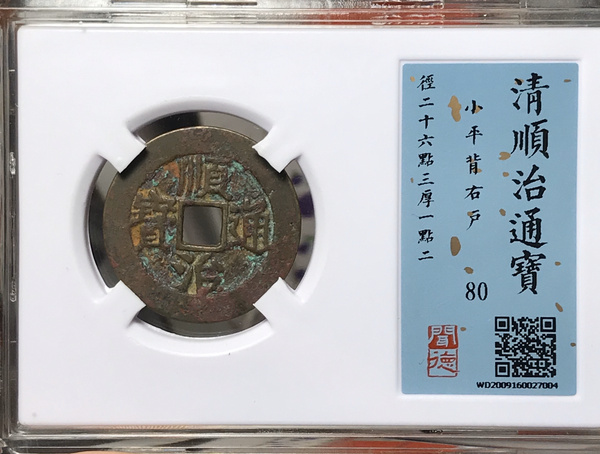 順治通寶
清順治通寶
小平背右戶
80
徑二十六點三厚一點二
聞德
WD2009160027004